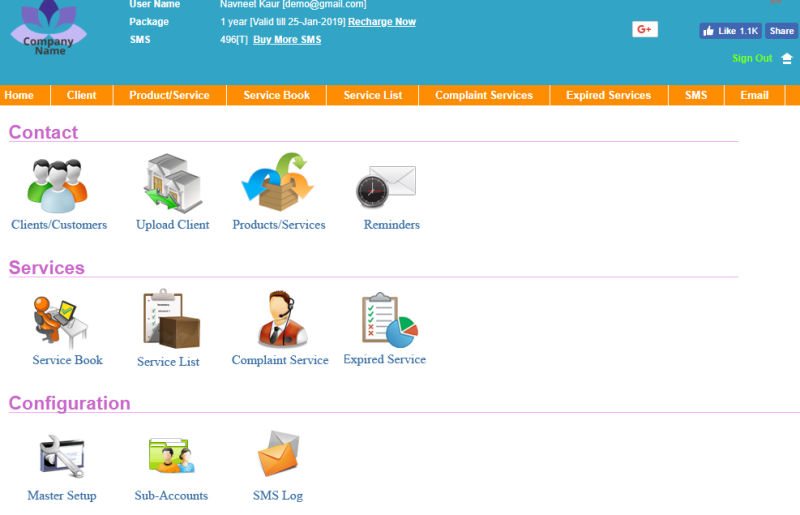 User Name Navneet Kaur [demo@gmail.com]
Package 1 year [Valid till 25-Jan-2019] Recharge Now
SMS 496[T] Buy More SMS
Company
Name
G+
Like 1.1K Share
Sign Out
Home Client Product/Service Service Book Service List Complaint Services Expired Services SMS Email
Contact
Clients/Customers Upload Client Products/Services Reminders
Services
Service Book Service List Complaint Service Expired Service
Configuration
Master Setup Sub-Accounts SMS Log